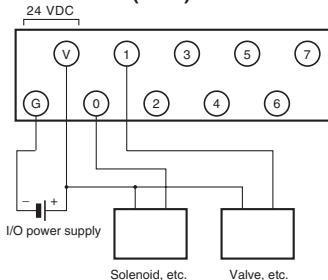 24 VDC
V 1 3 5 7
G 0 2 4 6
− +
I/O power supply
Solenoid, etc. Valve, etc.